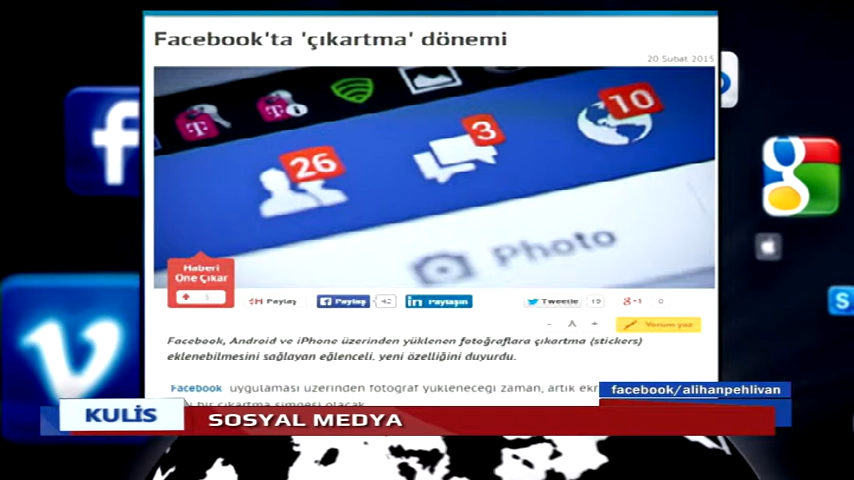 Facebook'ta 'çıkartma' dönemi
20 Şubat 2015
26
3
10
Photo
Haberi
Öne Çıkar
Paylaş
Paylaş
42
in Paylaşın
Tweetle
19
g+1
0
- A +
Yorum yaz
Facebook, Android ve iPhone üzerinden yüklenen fotoğraflara çıkartma (stickers)
eklenebilmesini sağlayan eğlenceli, yeni özelliğini duyurdu.
Facebook uygulaması üzerinden fotoğraf yükleneceği zaman, artık
bir çıkartma simgesi olacak
facebook/alihanpehlivan
KULİS
SOSYAL MEDYA